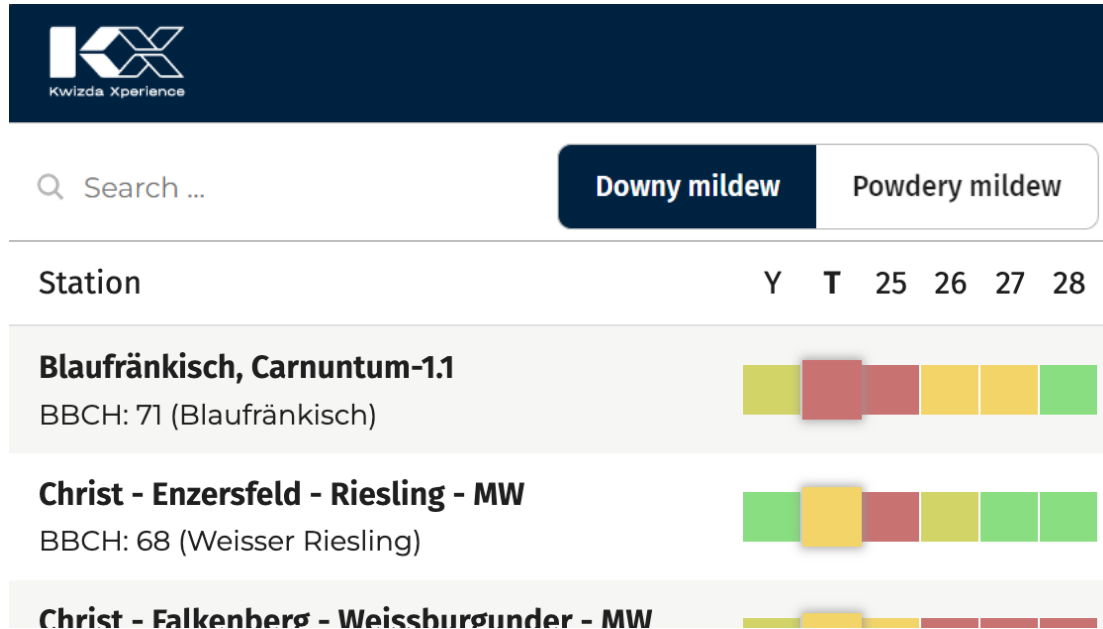 KX
Kwizda Xperience
Search ...
Downy mildew
Powdery mildew
Station
Y T 25 26 27 28
Blaufränkisch, Carnuntum-1.1
BBCH: 71 (Blaufränkisch)
Christ - Enzersfeld - Riesling - MW
BBCH: 68 (Weisser Riesling)
Christ - Falkenberg - Weissburgunder - MW